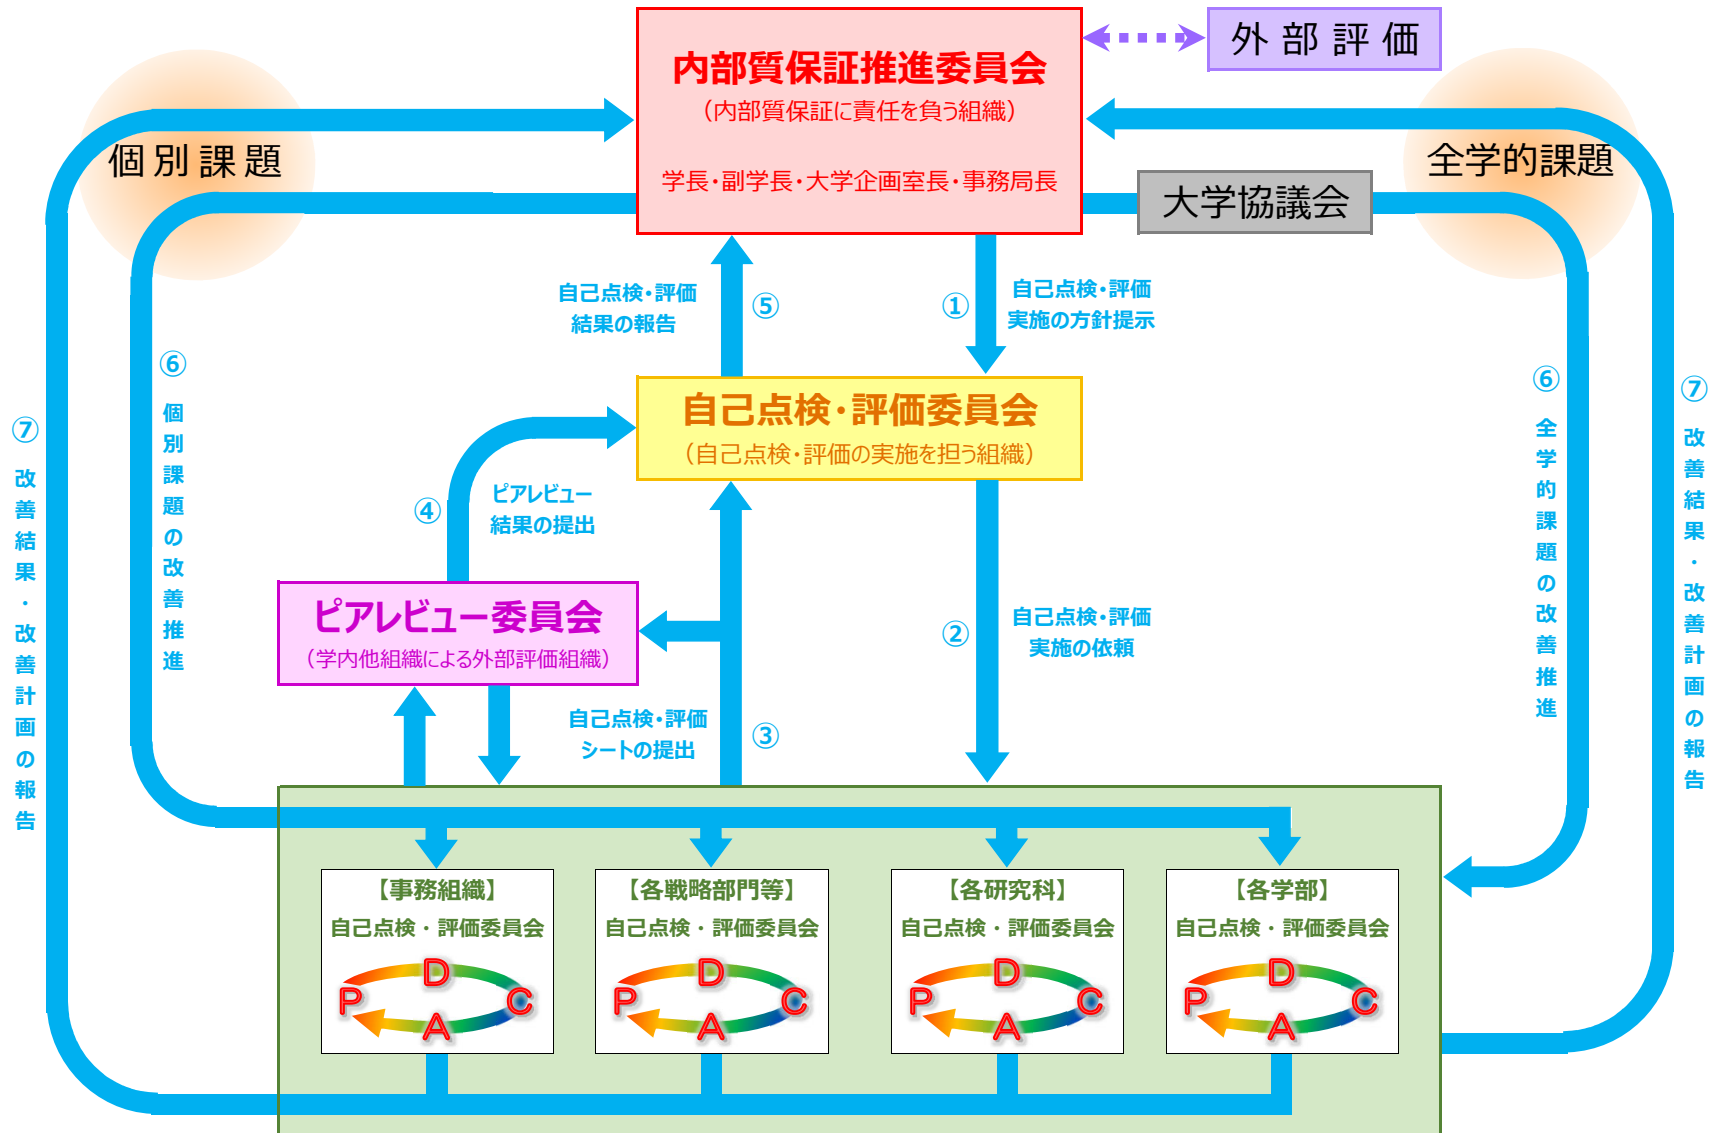 内部質保証推進委員会
（内部質保証に責任を負う組織）
学長・副学長・大学企画室長・事務局長
外部評価
個別課題
全学的課題
大学協議会
自己点検・評価
結果の報告
⑤
①
自己点検・評価
実施の方針提示
自己点検・評価委員会
（自己点検・評価の実施を担う組織）
④
ピアレビュー
結果の提出
ピアレビュー委員会
（学内他組織による外部評価組織）
②
自己点検・評価
実施の依頼
自己点検・評価
シートの提出
③
⑥
個別課題の改善推進
⑦
改善結果・改善計画の報告
⑥
全学的課題の改善推進
⑦
改善結果・改善計画の報告
【事務組織】
自己点検・評価委員会
P
D
C
A
【各戦略部門等】
自己点検・評価委員会
P
D
C
A
【各研究科】
自己点検・評価委員会
P
D
C
A
【各学部】
自己点検・評価委員会
P
D
C
A